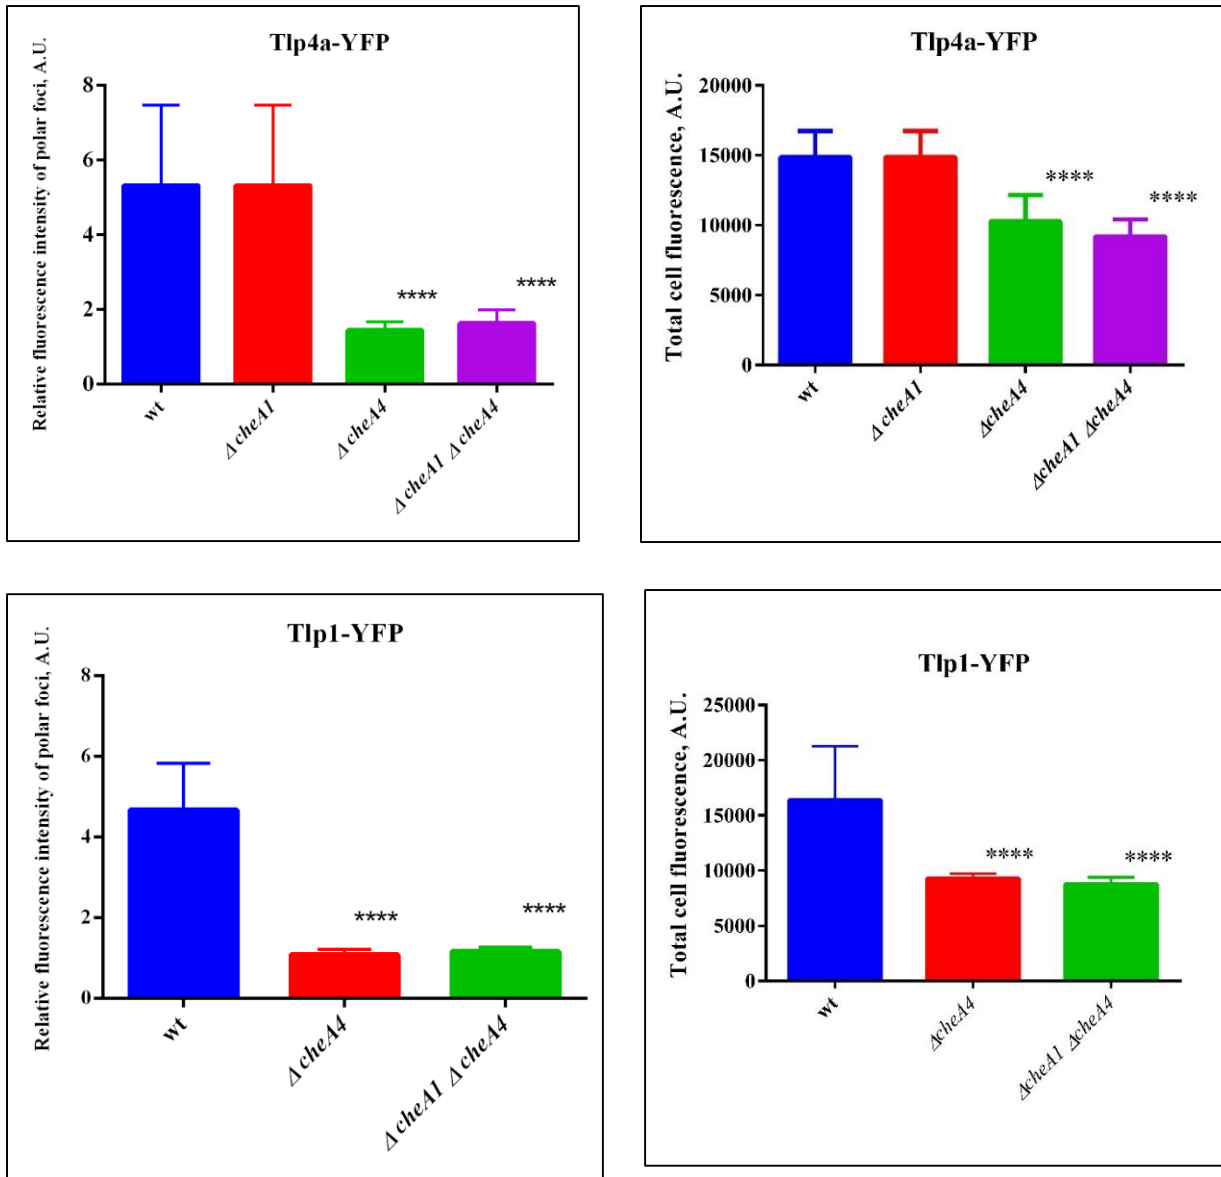 Tlp4a-YFP
Relative fluorescence intensity of polar foci, A.U.
8
6
4
2
0
****
****
wt
ΔcheA1
ΔcheA4
ΔcheA1 ΔcheA4
Tlp4a-YFP
Total cell fluorescence, A.U.
20000
15000
10000
5000
0
****
****
wt
ΔcheA1
ΔcheA4
ΔcheA1 ΔcheA4
Tlp1-YFP
Relative fluorescence intensity of polar foci, A.U.
8
6
4
2
0
****
****
wt
ΔcheA4
ΔcheA1 ΔcheA4
Tlp1-YFP
Total cell fluorescence, A.U.
25000
20000
15000
10000
5000
0
****
****
wt
ΔcheA4
ΔcheA1 ΔcheA4